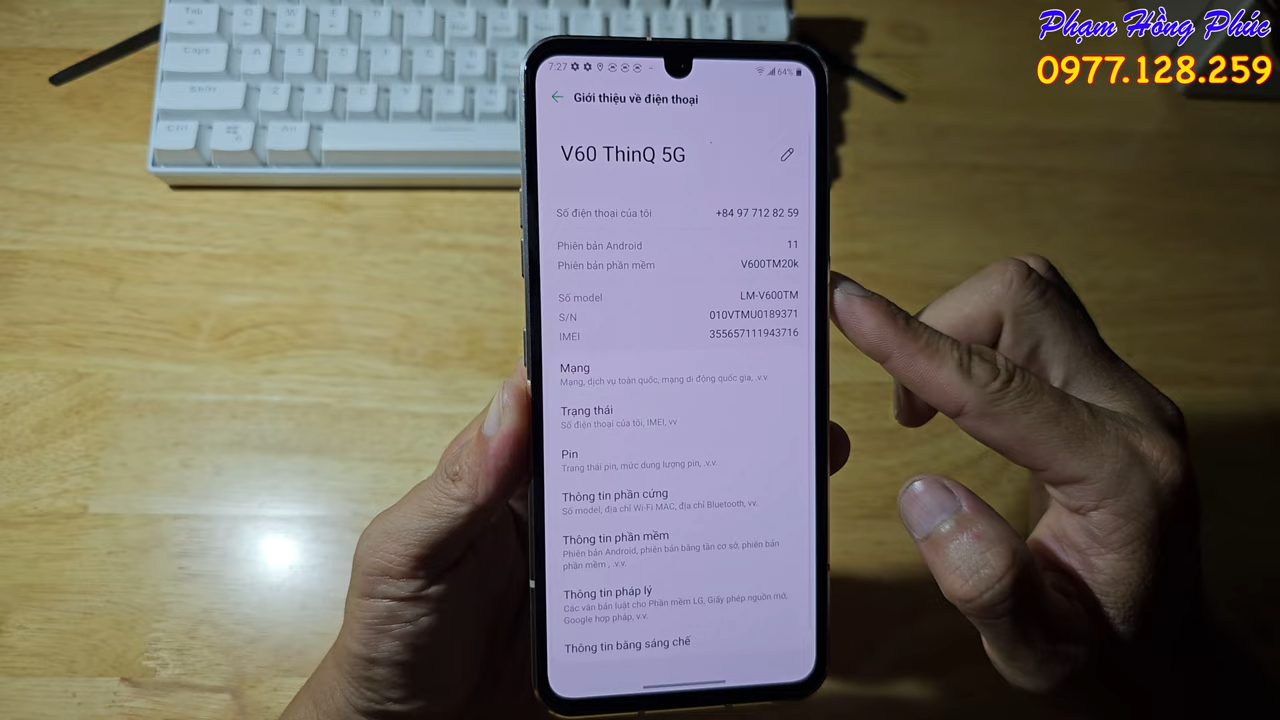 Phạm Hồng Phúc
0977.128.259
Tab
Caps
Shift
Ctrl
Alt
7:27
64%
Giới thiệu về điện thoại
V60 ThinQ 5G
Số điện thoại của tôi +84 97 712 82 59
Phiên bản Android 11
Phiên bản phần mềm V600TM20k
Số model LM-V600TM
S/N 010VTMU0189371
IMEI 355657111943716
Mạng
Mạng, dịch vụ toàn quốc, mạng di động quốc gia, .v.v
Trạng thái
Số điện thoại của tôi, IMEI, vv
Pin
Trạng thái pin, mức dung lượng pin, .v.v.
Thông tin phần cứng
Số model, địa chỉ Wi-Fi MAC, địa chỉ Bluetooth, vv.
Thông tin phần mềm
Phiên bản Android, phiên bản băng tần cơ sở, phiên bản
phần mềm , v.v.
Thông tin pháp lý
Các văn bản luật cho Phần mềm LG, Giấy phép nguồn mở,
Google hợp pháp, v.v.
Thông tin bằng sáng chế